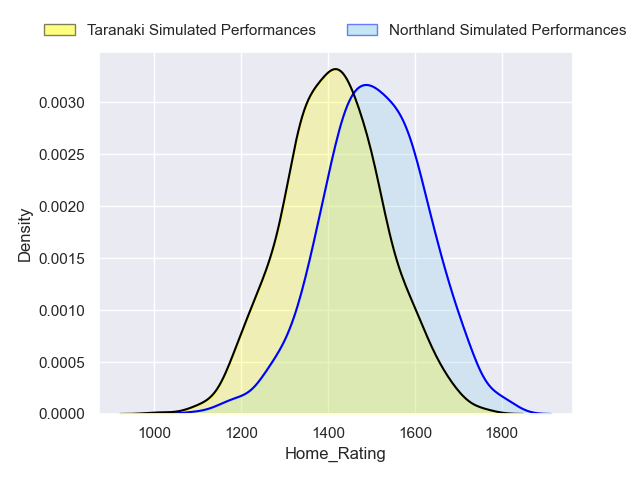 Taranaki Simulated Performances Northland Simulated Performances
0.0030
0.0025
0.0020
0.0015
0.0010
0.0005
0.0000
Density
1000 1200 1400 1600 1800
Home_Rating